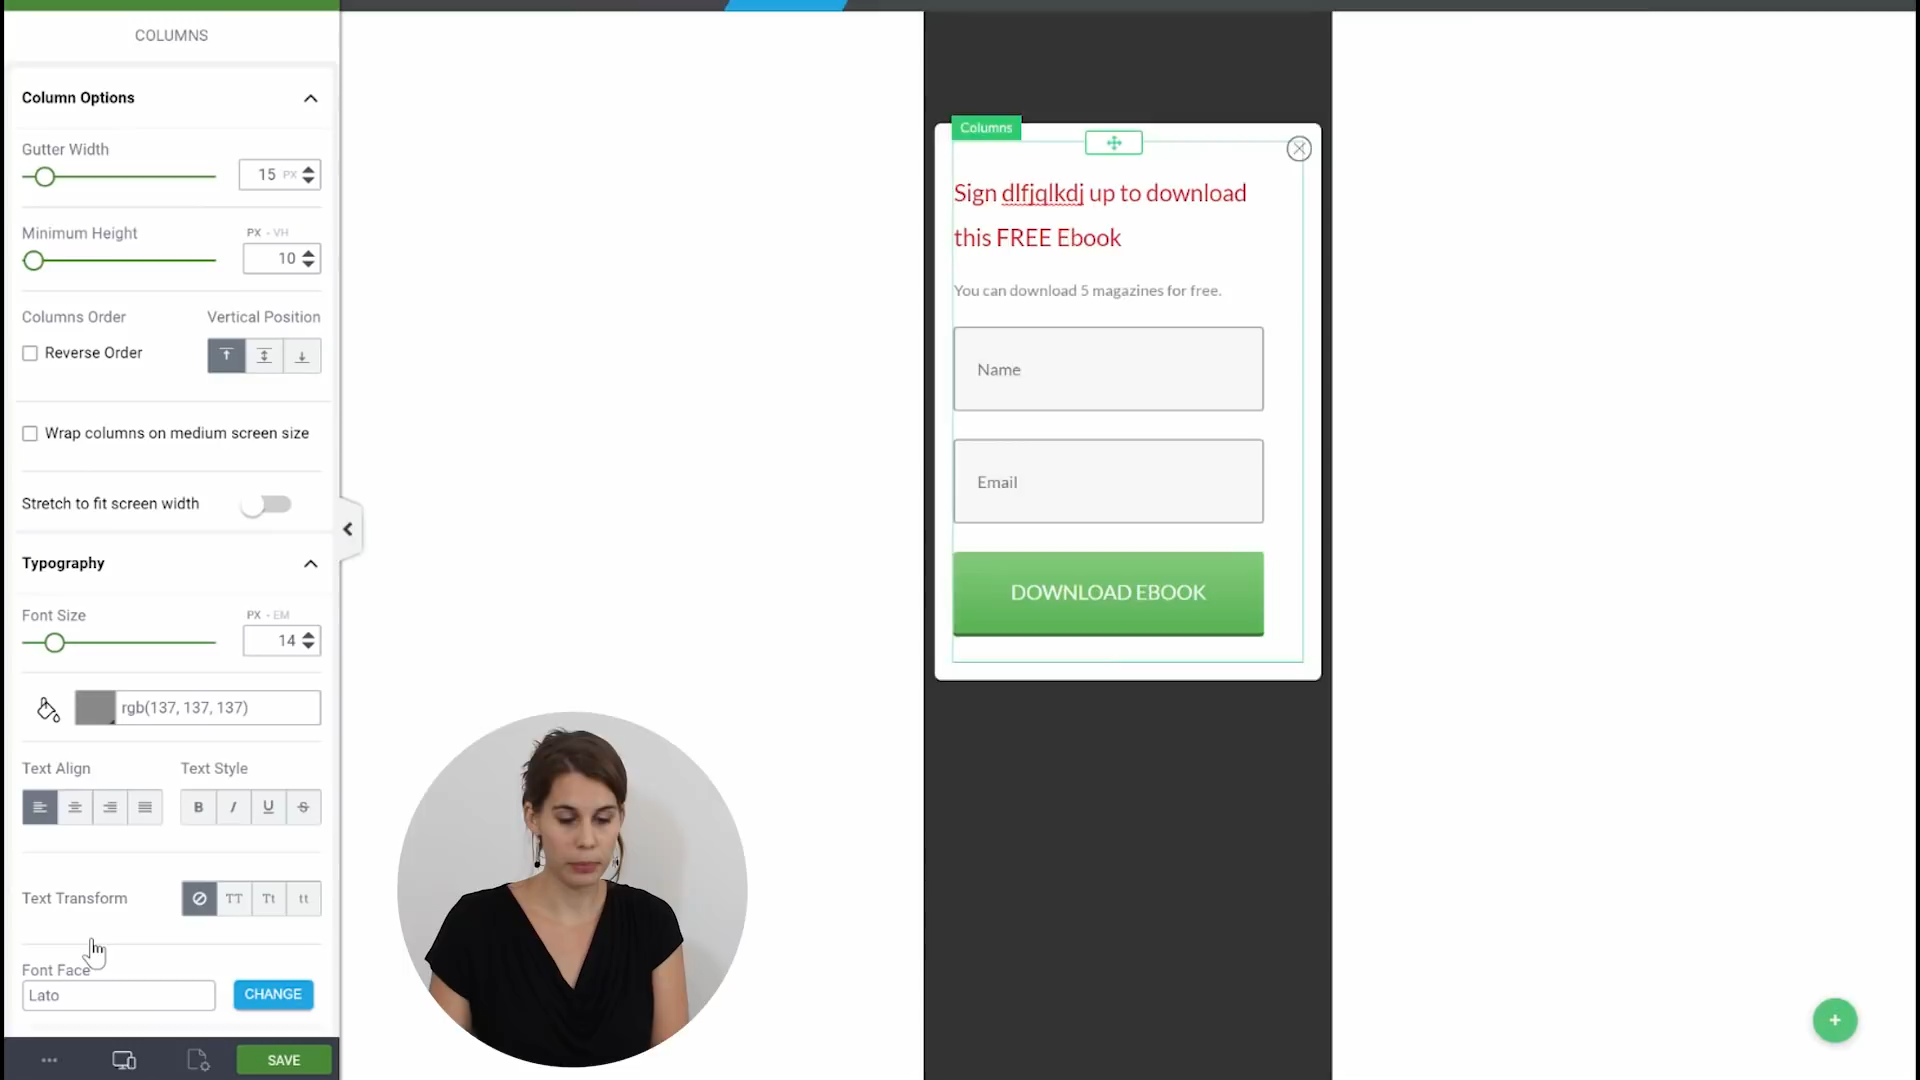 COLUMNS
Column Options
Gutter Width
15 PX
Minimum Height
PX - VH
10
Columns Order
Vertical Position
Reverse Order
Wrap columns on medium screen size
Stretch to fit screen width
Typography
Font Size
PX - EM
14
rgb(137, 137, 137)
Text Align
Text Style
B I U S
Text Transform
TT Tt tt
Font Face
Lato
CHANGE
SAVE
Columns
Sign dlfjqlkdj up to download
this FREE Ebook
You can download 5 magazines for free.
Name
Email
DOWNLOAD EBOOK